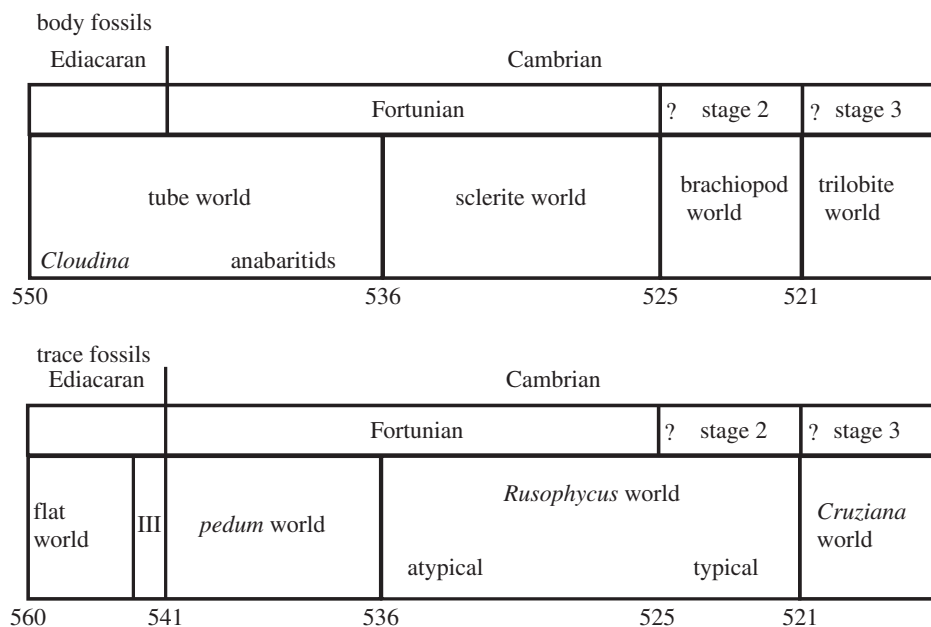 body fossils
Ediacaran Cambrian
Fortunian ? stage 2 ? stage 3
tube world sclerite world brachiopod world trilobite world
Cloudina anabaritids
550 536 525 521
trace fossils
Ediacaran Cambrian
Fortunian ? stage 2 ? stage 3
flat world III pedum world Rusophycus world Cruziana world
atypical typical
560 541 536 525 521